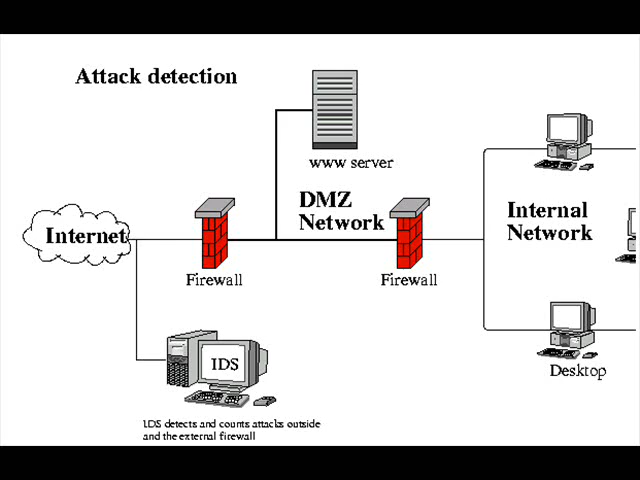 Attack detection
www server
DMZ
Network
Internal
Network
Internet
Firewall
Firewall
IDS
Desktop
IDS detects and counts attacks outside
and the external firewall